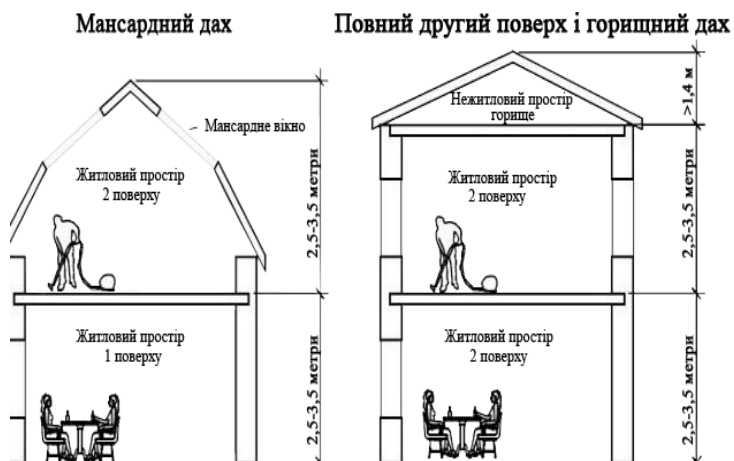 Мансардний дах
Мансардне вікно
Житловий простір
2 поверху
2,5-3,5 метри
Житловий простір
1 поверху
2,5-3,5 метри
Повний другий поверх і горищний дах
Нежитловий простір
горище
>1,4 м
Житловий простір
2 поверху
2,5-3,5 метри
Житловий простір
2 поверху
2,5-3,5 метри